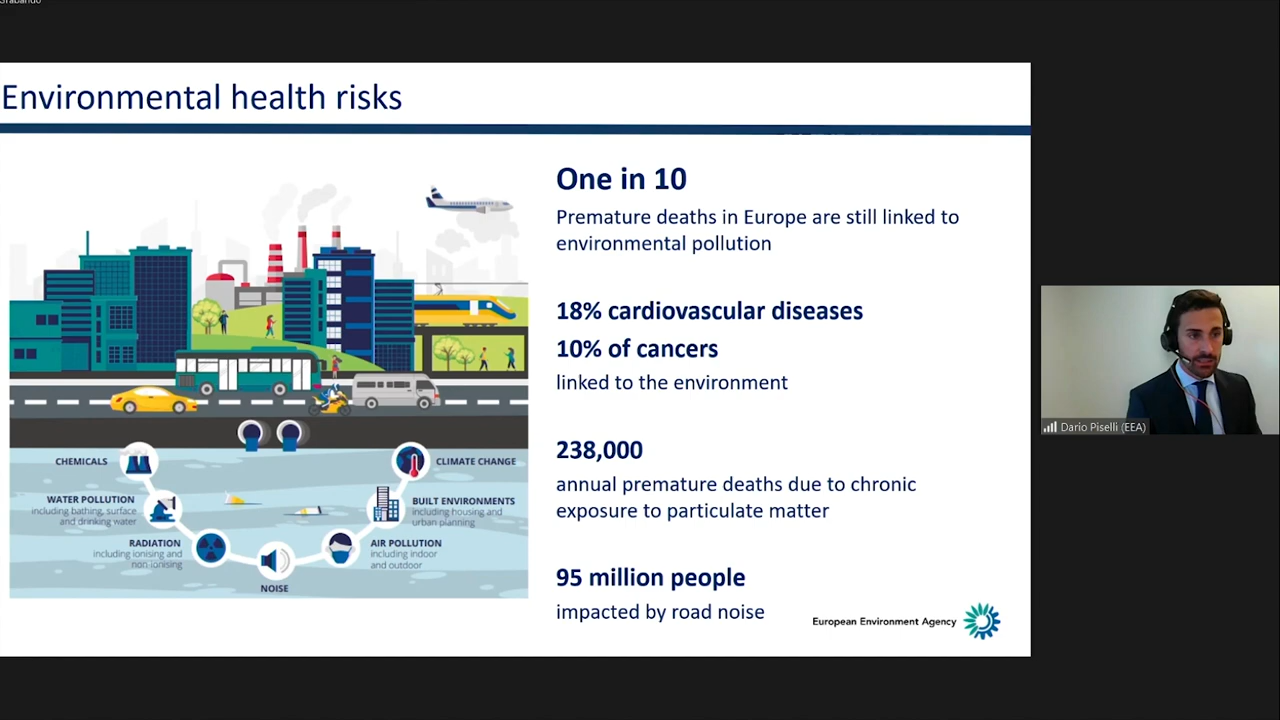 Grabando
Environmental health risks
One in 10
Premature deaths in Europe are still linked to
environmental pollution
18% cardiovascular diseases
10% of cancers
linked to the environment
238,000
annual premature deaths due to chronic
exposure to particulate matter
95 million people
impacted by road noise
European Environment Agency
CHEMICALS
WATER POLLUTION
including bathing, surface
and drinking water
RADIATION
including ionising and
non-ionising
NOISE
AIR POLLUTION
including indoor
and outdoor
BUILT ENVIRONMENTS
including housing and
urban planning
CLIMATE CHANGE
Dario Piselli (EEA)